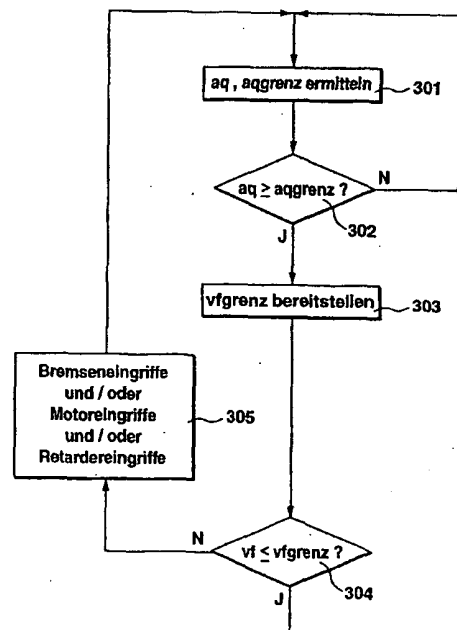 aq , aqgrenz ermitteln
301
aq ≥ aqgrenz ?
N
302
J
vfgrenz bereitstellen
303
Bremseneingriffe
und / oder
Motoreingriffe
und / oder
Retardereingriffe
305
N
vf ≤ vfgrenz ?
304
J